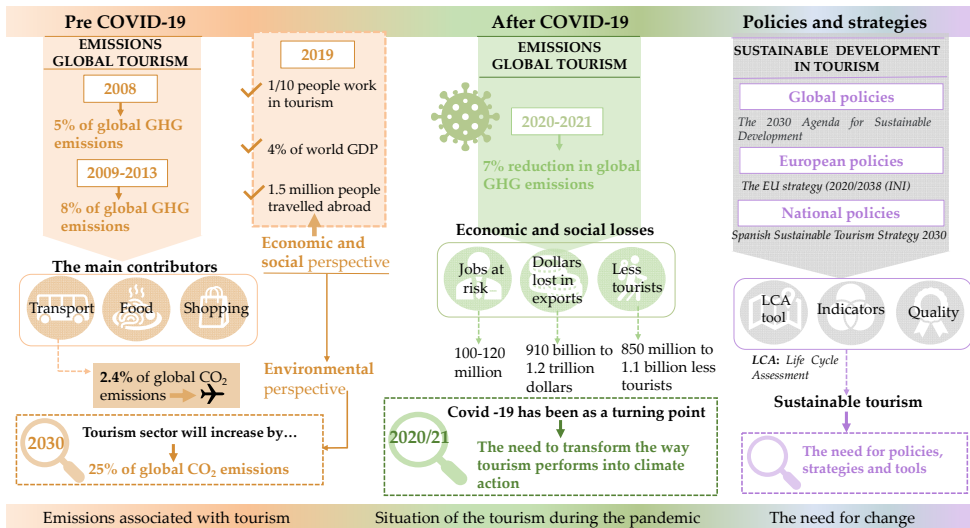 Pre COVID-19
EMISSIONS
GLOBAL TOURISM
2008
5% of global GHG
emissions
2009-2013
8% of global GHG
emissions
The main contributors
Transport
Food
Shopping
2.4% of global CO₂
emissions
2030
Tourism sector will increase by…
25% of global CO₂ emissions
2019
1/10 people work
in tourism
4% of world GDP
1.5 million people
travelled abroad
Economic and
social perspective
Environmental
perspective
Emissions associated with tourism
After COVID-19
EMISSIONS
GLOBAL TOURISM
2020-2021
7% reduction in global
GHG emissions
Economic and social losses
Jobs at
risk
Dollars
lost in
exports
Less
tourists
100-120
million
910 billion to
1.2 trillion
dollars
850 million to
1.1 billion less
tourists
2020/21
Covid -19 has been as a turning point
The need to transform the way
tourism performs into climate
action
Situation of the tourism during the pandemic
Policies and strategies
SUSTAINABLE DEVELOPMENT
IN TOURISM
Global policies
The 2030 Agenda for Sustainable
Development
European policies
The EU strategy (2020/2038 (INI)
National policies
Spanish Sustainable Tourism Strategy 2030
LCA
tool
Indicators
Quality
LCA: Life Cycle
Assessment
Sustainable tourism
The need for policies,
strategies and tools
The need for change